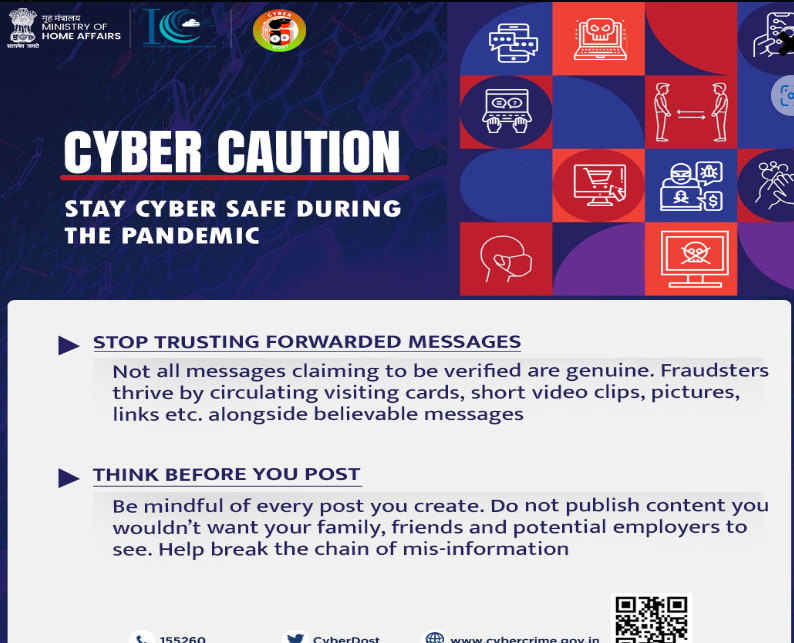 गृह मंत्रालय
MINISTRY OF
HOME AFFAIRS
सत्यमेव जयते
CYBER
DOST
CYBER CAUTION
STAY CYBER SAFE DURING
THE PANDEMIC
STOP TRUSTING FORWARDED MESSAGES
Not all messages claiming to be verified are genuine. Fraudsters
thrive by circulating visiting cards, short video clips, pictures,
links etc. alongside believable messages
THINK BEFORE YOU POST
Be mindful of every post you create. Do not publish content you
wouldn't want your family, friends and potential employers to
see. Help break the chain of mis-information
155260
CyberDost
www.cybercrime.gov.in